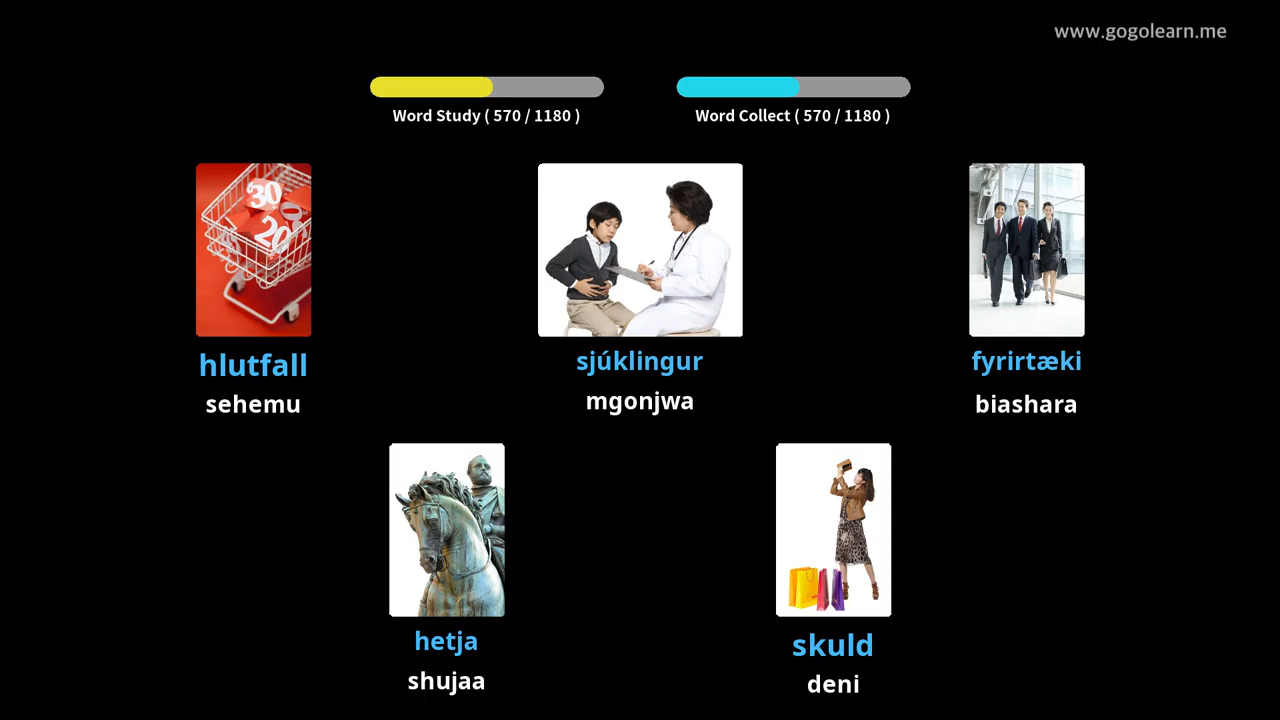 www.gogolearn.me
Word Study ( 570 / 1180 )
Word Collect ( 570 / 1180 )
30
20
hlutfall
sehemu
sjúklingur
mgonjwa
fyrirtæki
biashara
hetja
shujaa
skuld
deni